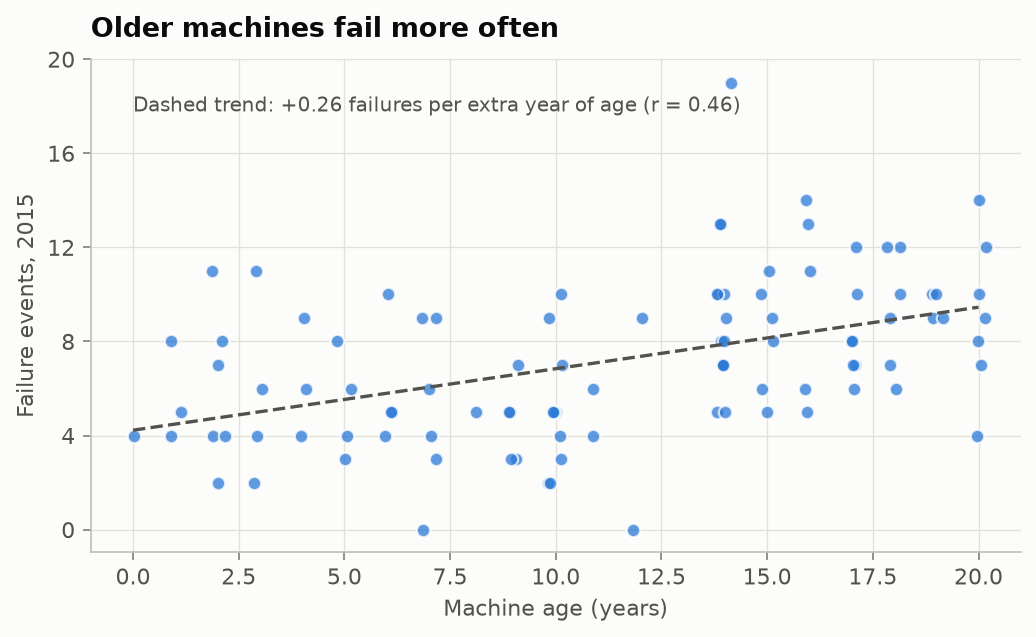 Older machines fail more often
Dashed trend: +0.26 failures per extra year of age (r = 0.46)
Failure events, 2015
20
16
12
8
4
0
0.0 2.5 5.0 7.5 10.0 12.5 15.0 17.5 20.0
Machine age (years)